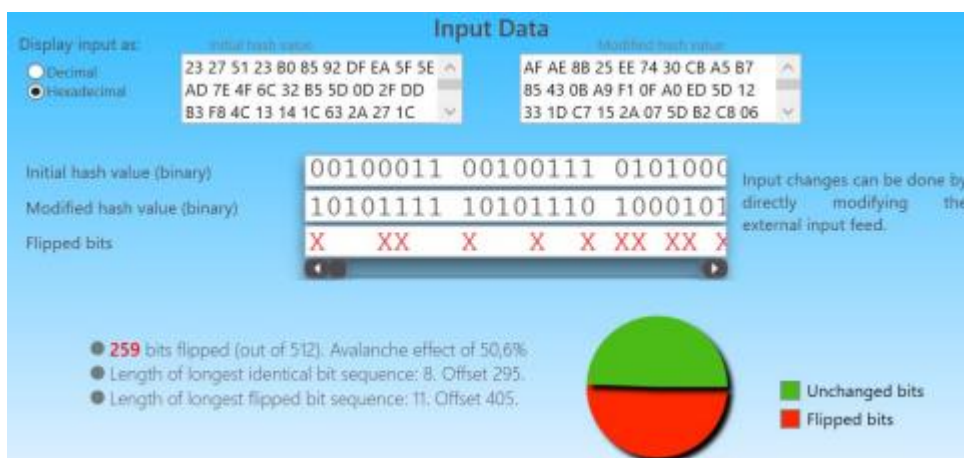 Input Data
Display input as:
Initial hash value
Modified hash value
Decimal
Hexadecimal
23 27 51 23 B0 85 92 DF EA 5F 5E
AD 7E 4F 6C 32 B5 5D 0D 2F DD
B3 F8 4C 13 14 1C 63 2A 27 1C
AF AE 8B 25 EE 74 30 CB A5 B7
85 43 0B A9 F1 0F A0 ED 5D 12
33 1D C7 15 2A 07 5D B2 C8 06
Initial hash value (binary)
00100011 00100111 0101000
Modified hash value (binary)
10101111 10101110 1000101
Flipped bits
X XX X X X XX XX X
Input changes can be done by
directly modifying the
external input feed.
259 bits flipped (out of 512). Avalanche effect of 50,6%
Length of longest identical bit sequence: 8. Offset 295.
Length of longest flipped bit sequence: 11. Offset 405.
Unchanged bits
Flipped bits